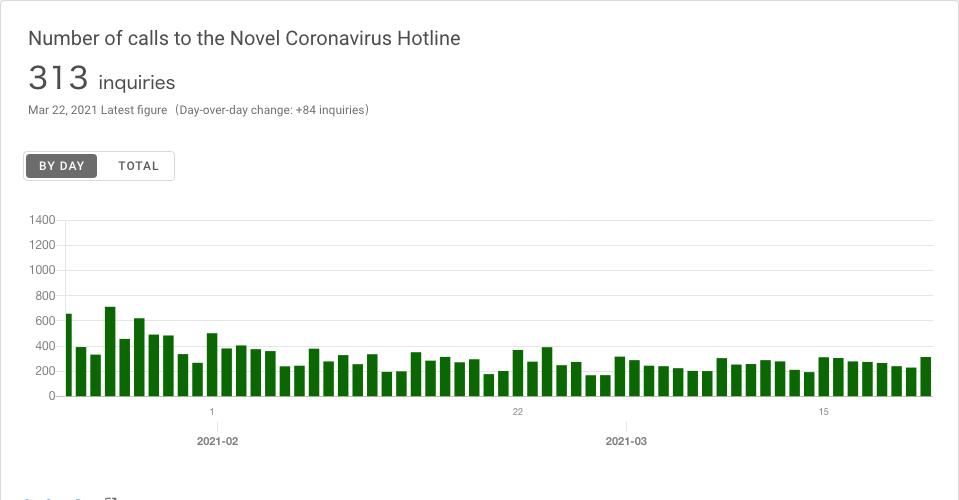 Number of calls to the Novel Coronavirus Hotline
313 inquiries
Mar 22, 2021 Latest figure（Day-over-day change: +84 inquiries）
BY DAY TOTAL
1400
1200
1000
800
600
400
200
0
1 22 15
2021-02 2021-03